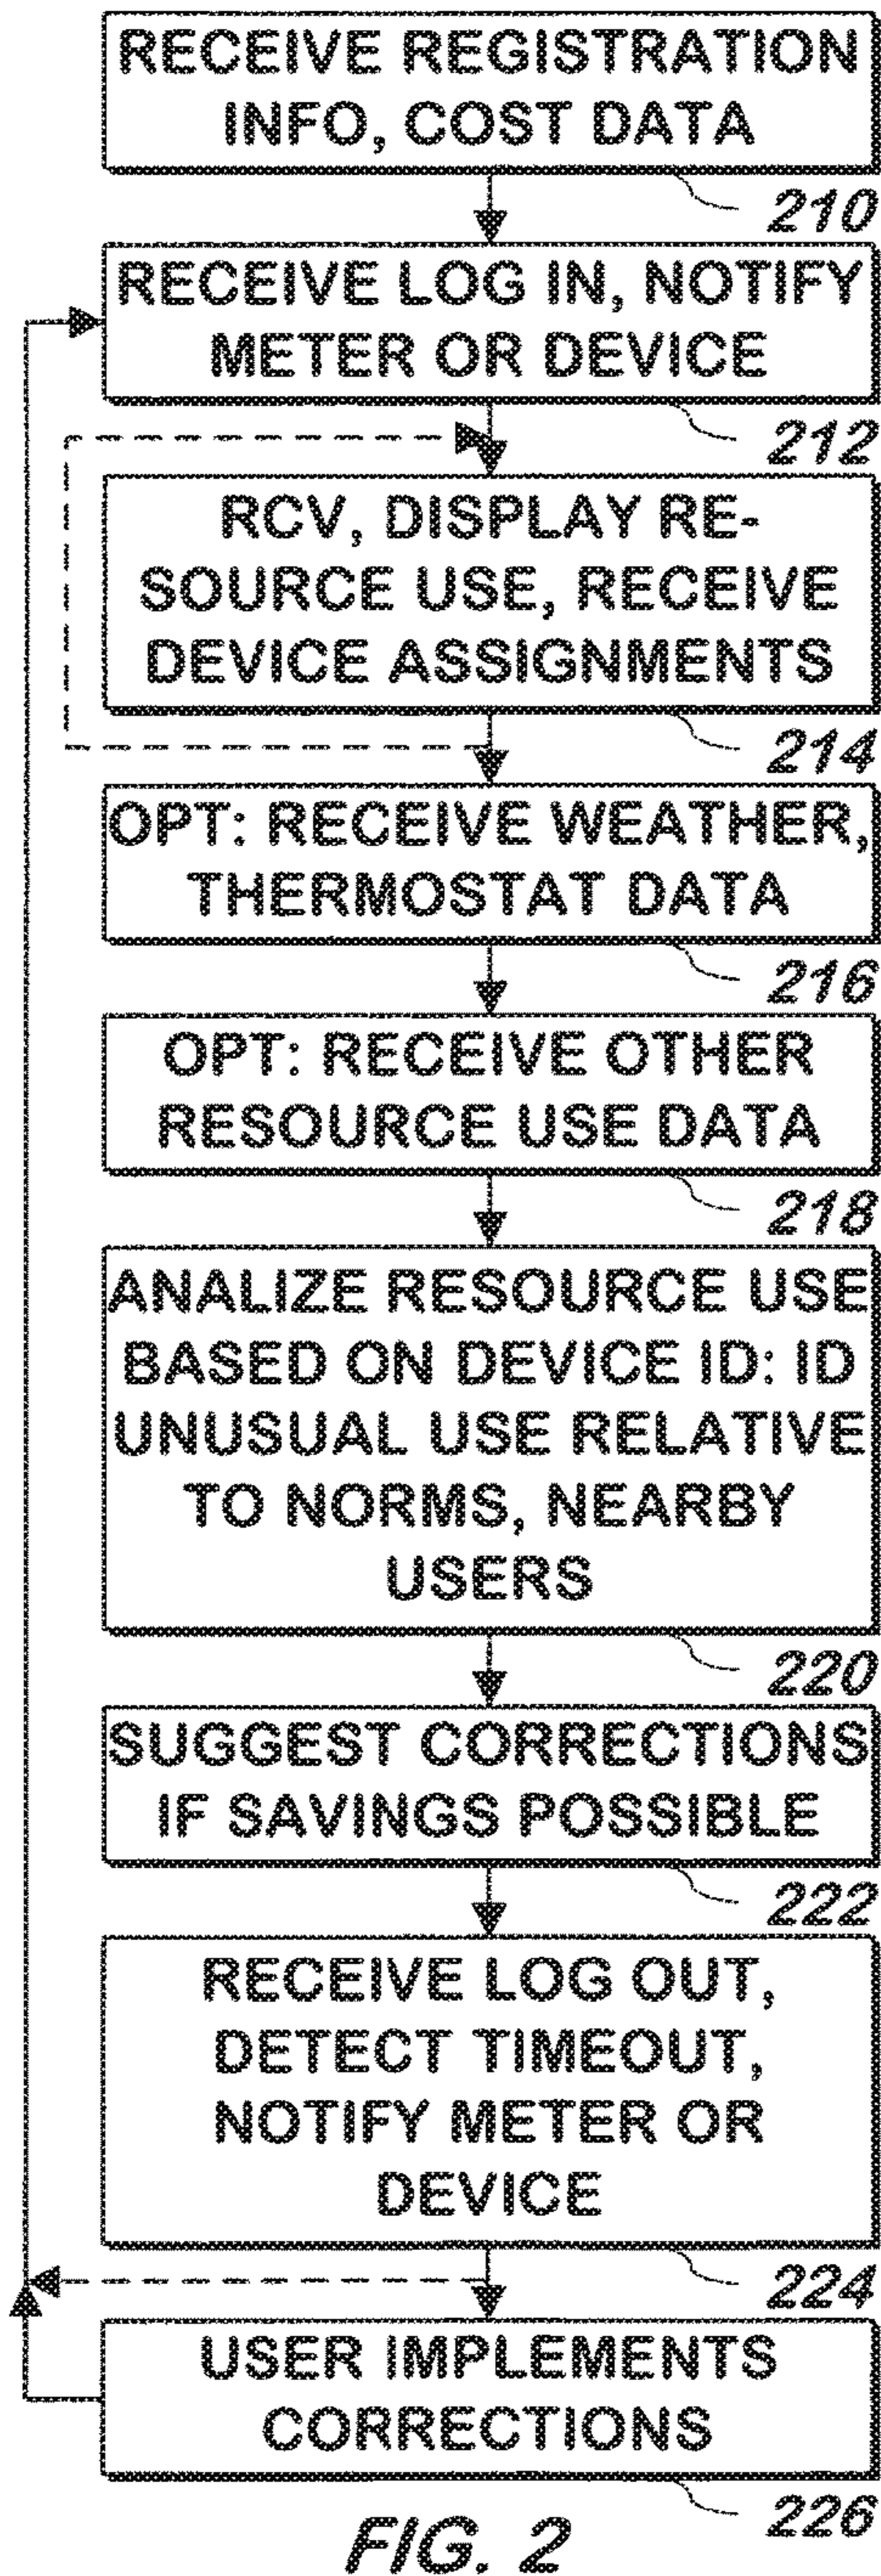 RECEIVE REGISTRATION
INFO, COST DATA
210
RECEIVE LOG IN, NOTIFY
METER OR DEVICE
212
RCV, DISPLAY RE-
SOURCE USE, RECEIVE
DEVICE ASSIGNMENTS
214
OPT: RECEIVE WEATHER,
THERMOSTAT DATA
216
OPT: RECEIVE OTHER
RESOURCE USE DATA
218
ANALIZE RESOURCE USE
BASED ON DEVICE ID: ID
UNUSUAL USE RELATIVE
TO NORMS, NEARBY
USERS
220
SUGGEST CORRECTIONS
IF SAVINGS POSSIBLE
222
RECEIVE LOG OUT,
DETECT TIMEOUT,
NOTIFY METER OR
DEVICE
224
USER IMPLEMENTS
CORRECTIONS
226
FIG. 2